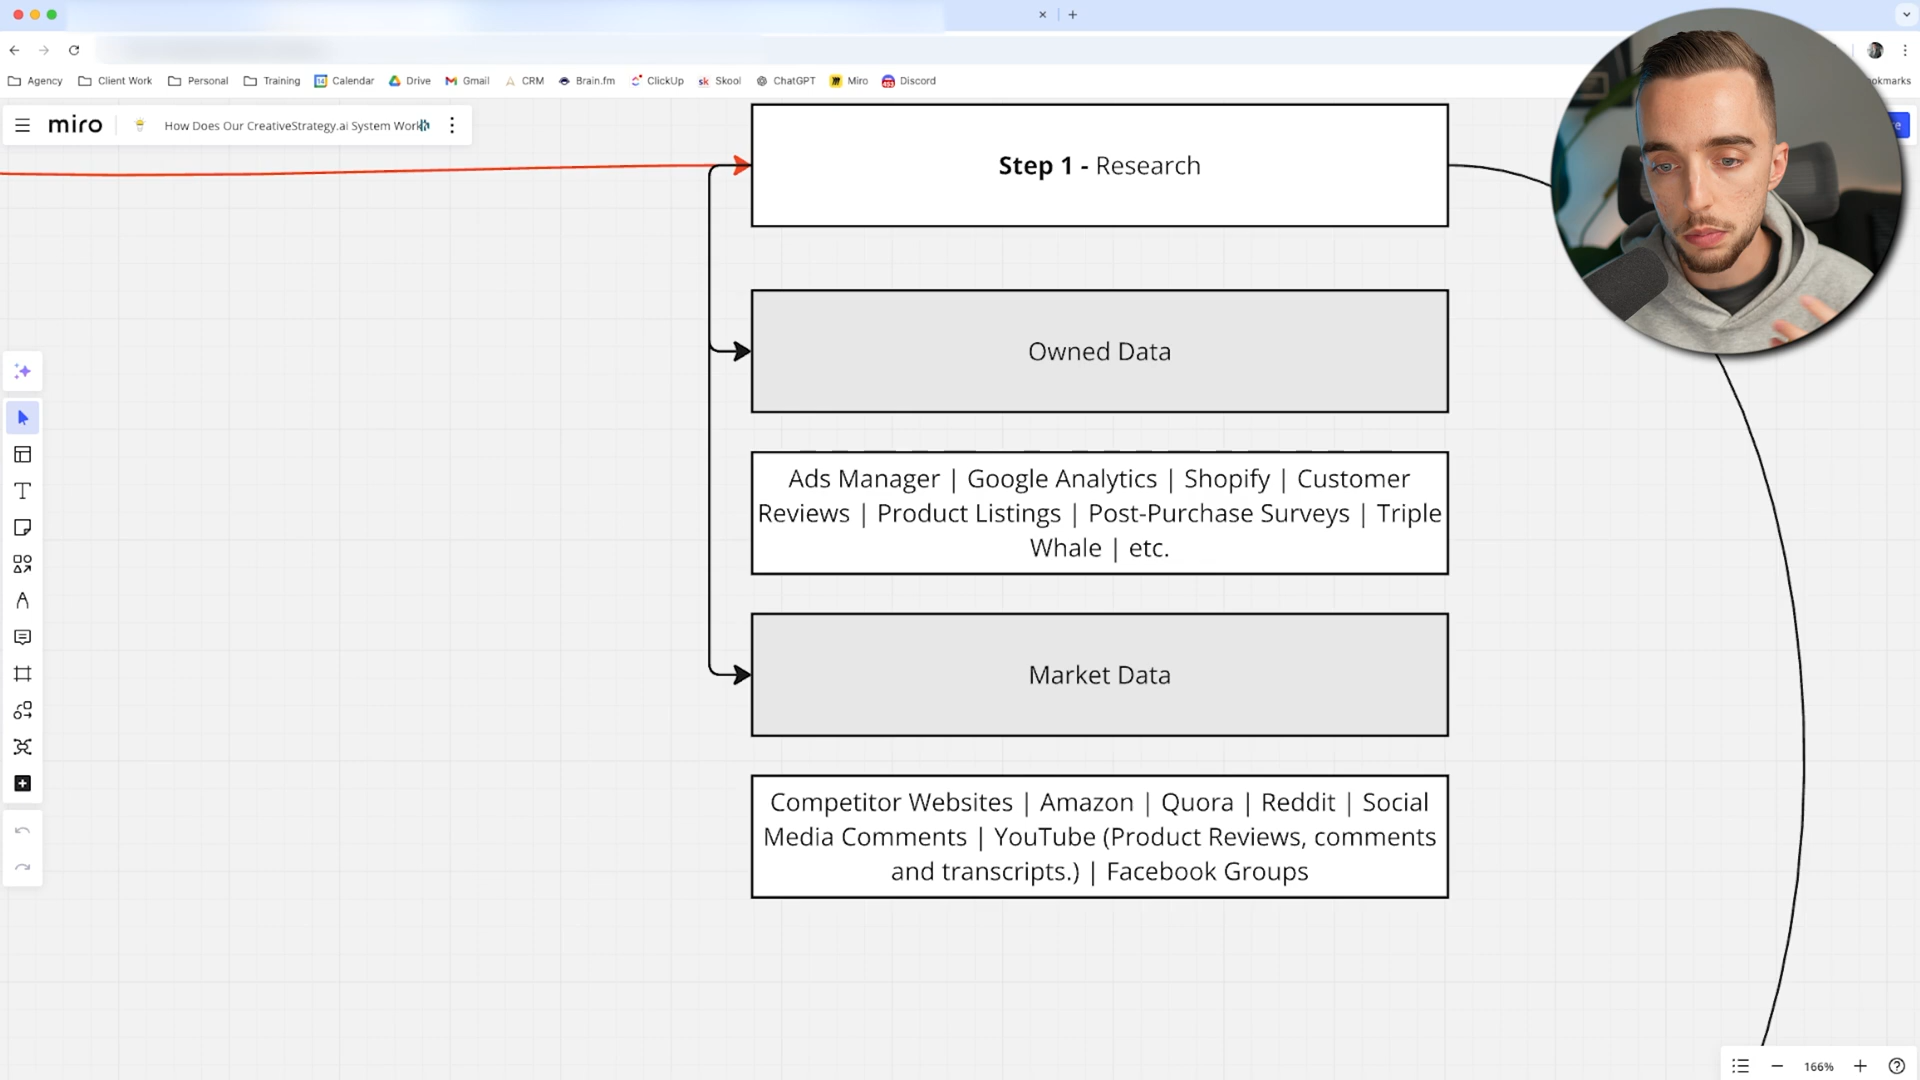 Agency
Client Work
Personal
Training
Calendar
Drive
Gmail
CRM
Brain.fm
ClickUp
sk Skool
ChatGPT
Miro
Discord
miro
How Does Our CreativeStrategy.ai System Work
Step 1 - Research
Owned Data
Ads Manager | Google Analytics | Shopify | Customer
Reviews | Product Listings | Post-Purchase Surveys | Triple
Whale | etc.
Market Data
Competitor Websites | Amazon | Quora | Reddit | Social
Media Comments | YouTube (Product Reviews, comments
and transcripts.) | Facebook Groups
166%